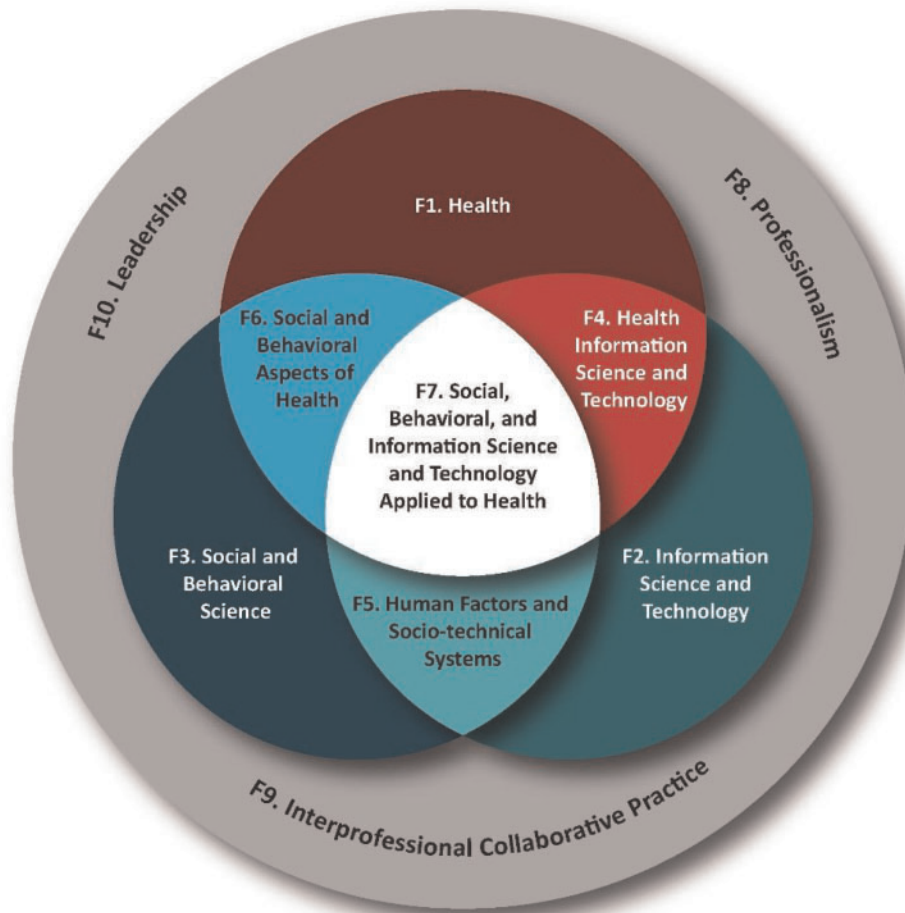 F1. Health
F10. Leadership
F8. Professionalism
F6. Social and
Behavioral
Aspects of
Health
F4. Health
Information
Science and
Technology
F7. Social,
Behavioral, and
Information Science
and Technology
Applied to Health
F3. Social and
Behavioral
Science
F2. Information
Science and
Technology
F5. Human Factors and
Socio-technical
Systems
F9. Interprofessional Collaborative Practice